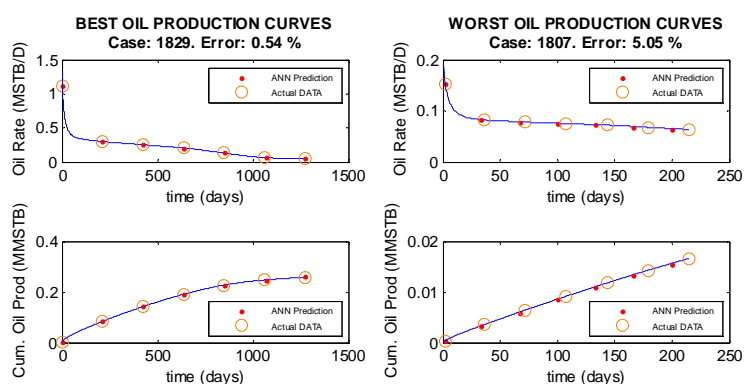 BEST OIL PRODUCTION CURVES
Case: 1829. Error: 0.54 %
Oil Rate (MSTB/D)
1.5
1
0.5
0
ANN Prediction
Actual DATA
0
500
1000
1500
time (days)
WORST OIL PRODUCTION CURVES
Case: 1807. Error: 5.05 %
Oil Rate (MSTB/D)
0.2
0.1
0
ANN Prediction
Actual DATA
0
50
100
150
200
250
time (days)
Cum. Oil Prod (MMSTB)
0.4
0.2
0
ANN Prediction
Actual DATA
0
500
1000
1500
time (days)
Cum. Oil Prod (MMSTB)
0.02
0.01
0
ANN Prediction
Actual DATA
0
50
100
150
200
250
time (days)